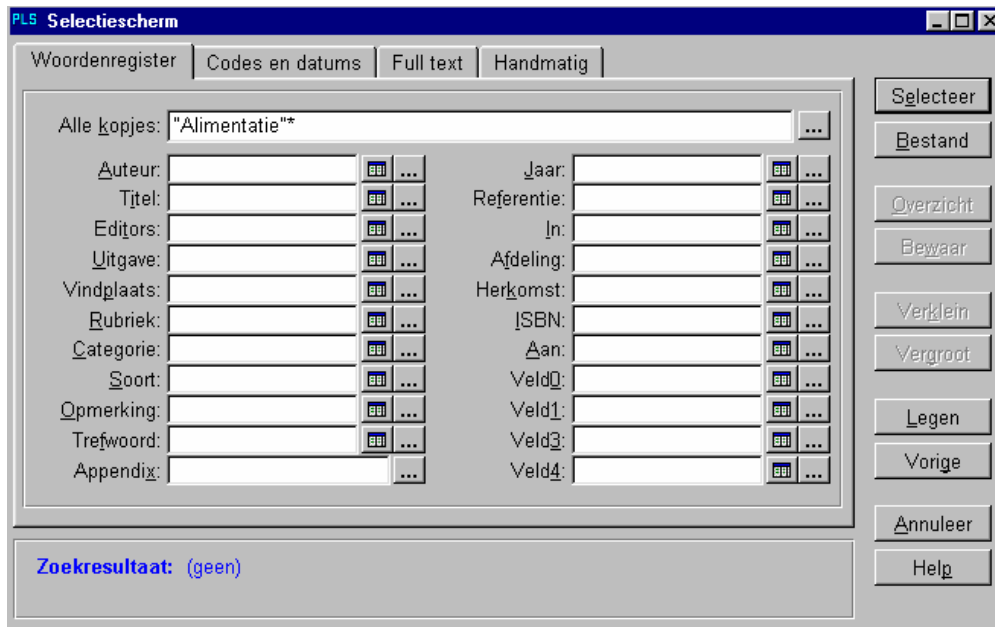 PLS Selectiescherm
Woordenregister Codes en datums Full text Handmatig
Alle kopjes: "Alimentatie"* ...
Auteur: ...
Titel: ...
Editors: ...
Uitgave: ...
Vindplaats: ...
Rubriek: ...
Categorie: ...
Soort: ...
Opmerking: ...
Trefwoord: ...
Appendix: ...
Jaar: ...
Referentie: ...
In: ...
Afdeling: ...
Herkomst: ...
ISBN: ...
Aan: ...
Veld0: ...
Veld1: ...
Veld3: ...
Veld4: ...
Selecteer
Bestand
Overzicht
Bewaar
Verklein
Vergroot
Legen
Vorige
Annuleer
Help
Zoekresultaat: (geen)